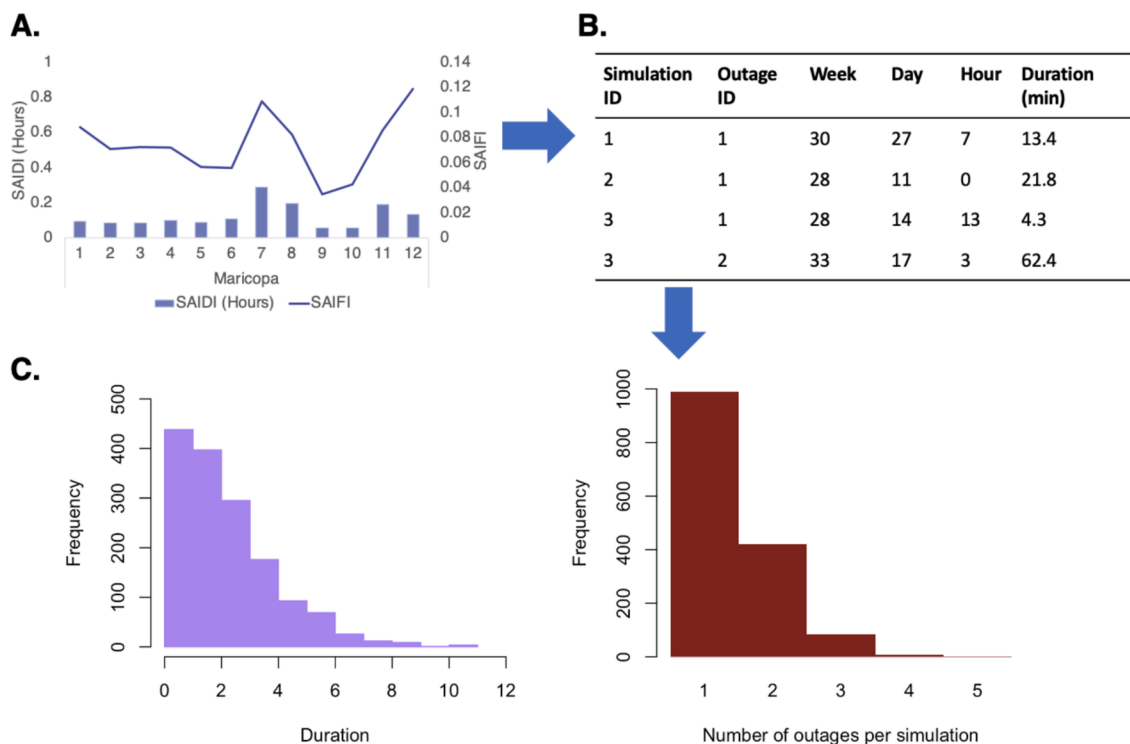 A.
1
0.8
0.6
0.4
0.2
0
SAIDI (Hours)
0.14
0.12
0.1
0.08
0.06
0.04
0.02
0
SAIFI
1 2 3 4 5 6 7 8 9 10 11 12
Maricopa
SAIDI (Hours) SAIFI
B.
Simulation ID Outage ID Week Day Hour Duration (min)
1 1 30 27 7 13.4
2 1 28 11 0 21.8
3 1 28 14 13 4.3
3 2 33 17 3 62.4
C.
500
400
300
200
100
0
Frequency
0 2 4 6 8 10 12
Duration
1000
800
600
400
200
0
Frequency
1 2 3 4 5
Number of outages per simulation